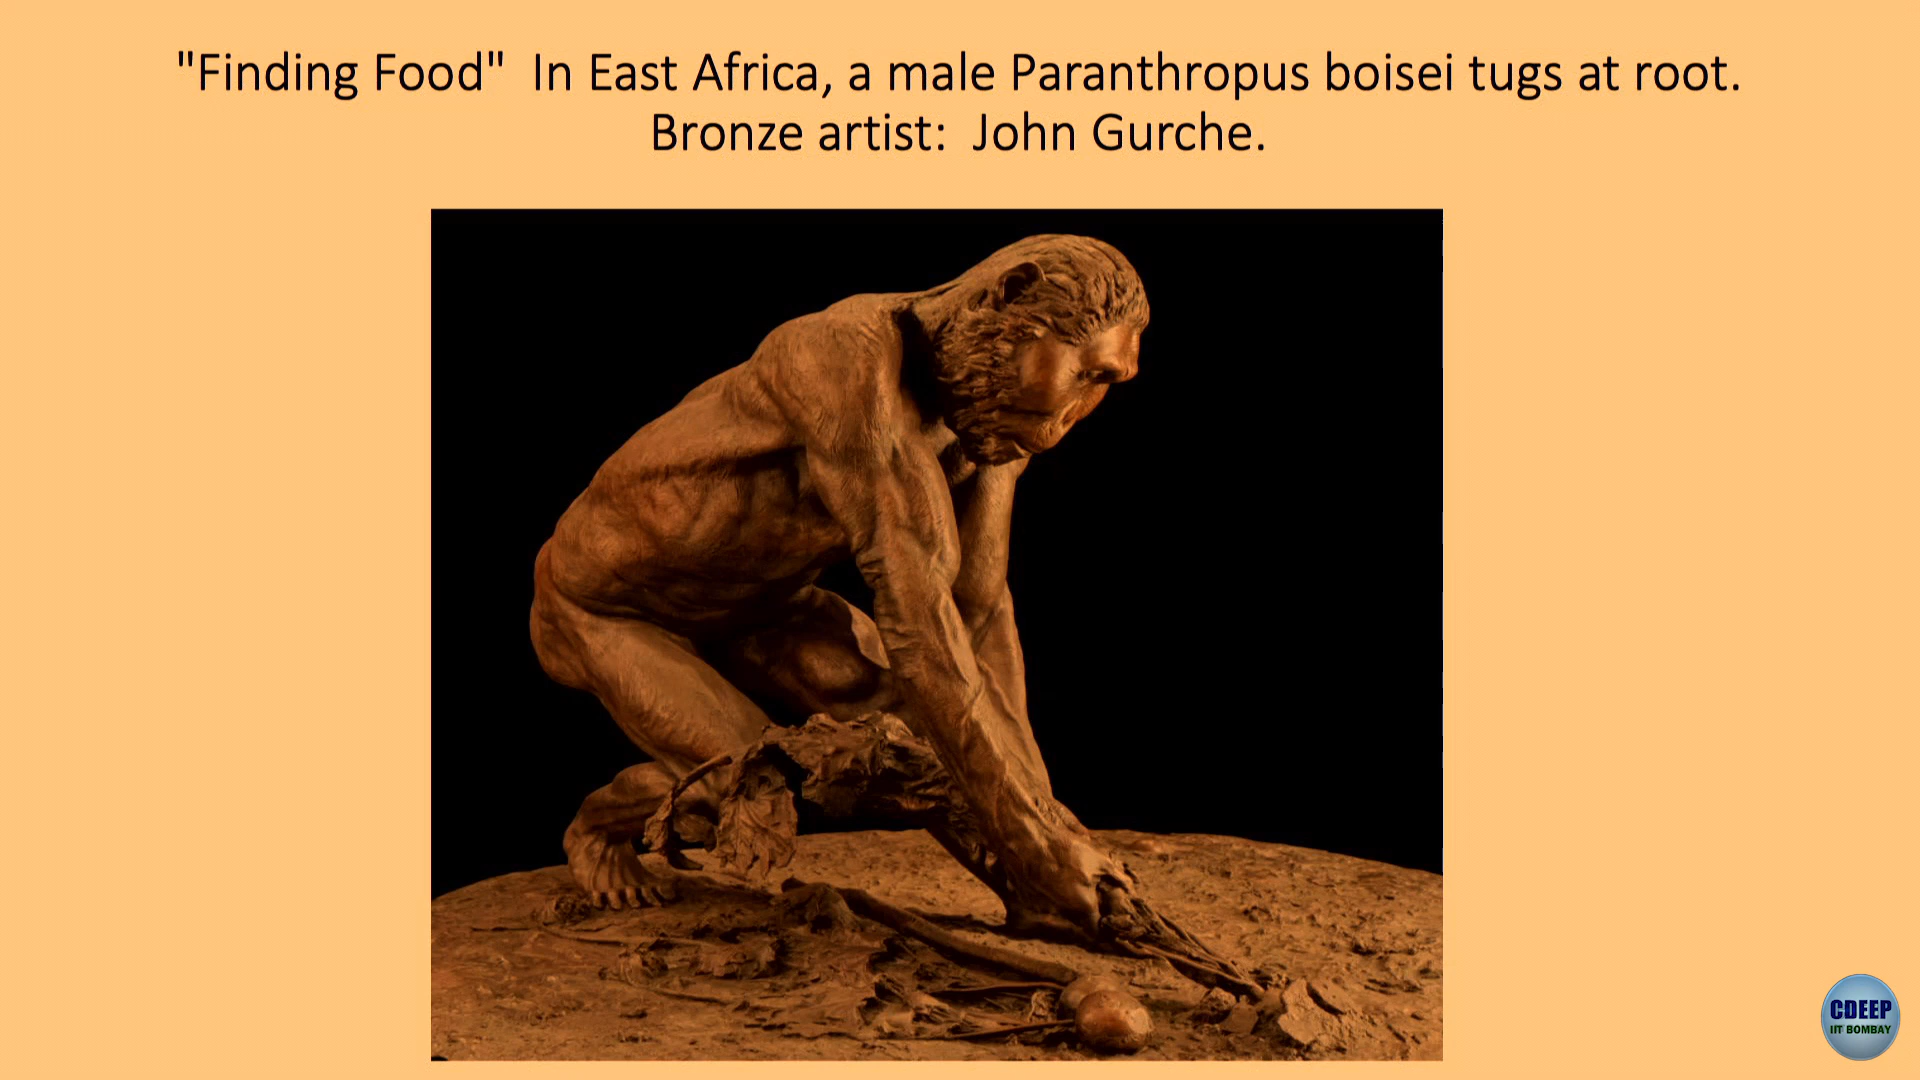 "Finding Food"  In East Africa, a male Paranthropus boisei tugs at root.
Bronze artist:  John Gurche.
CDEEP
IIT BOMBAY